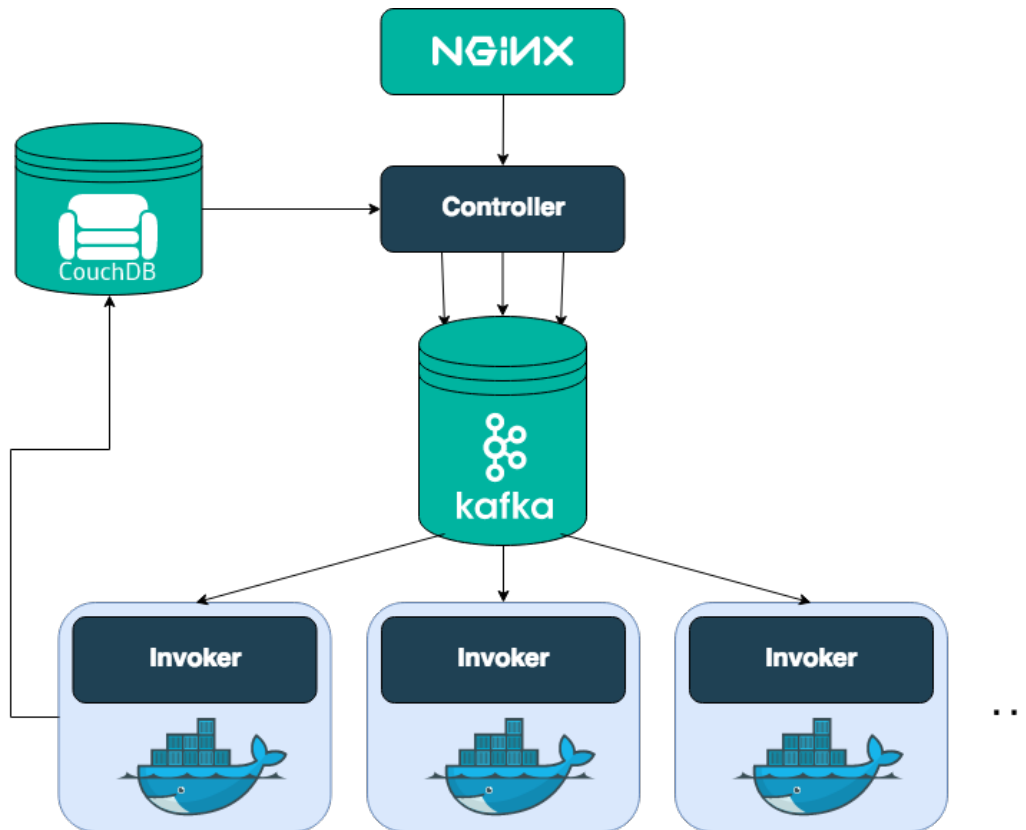 NGiNX
Controller
CouchDB
kafka
Invoker
Invoker
Invoker
..